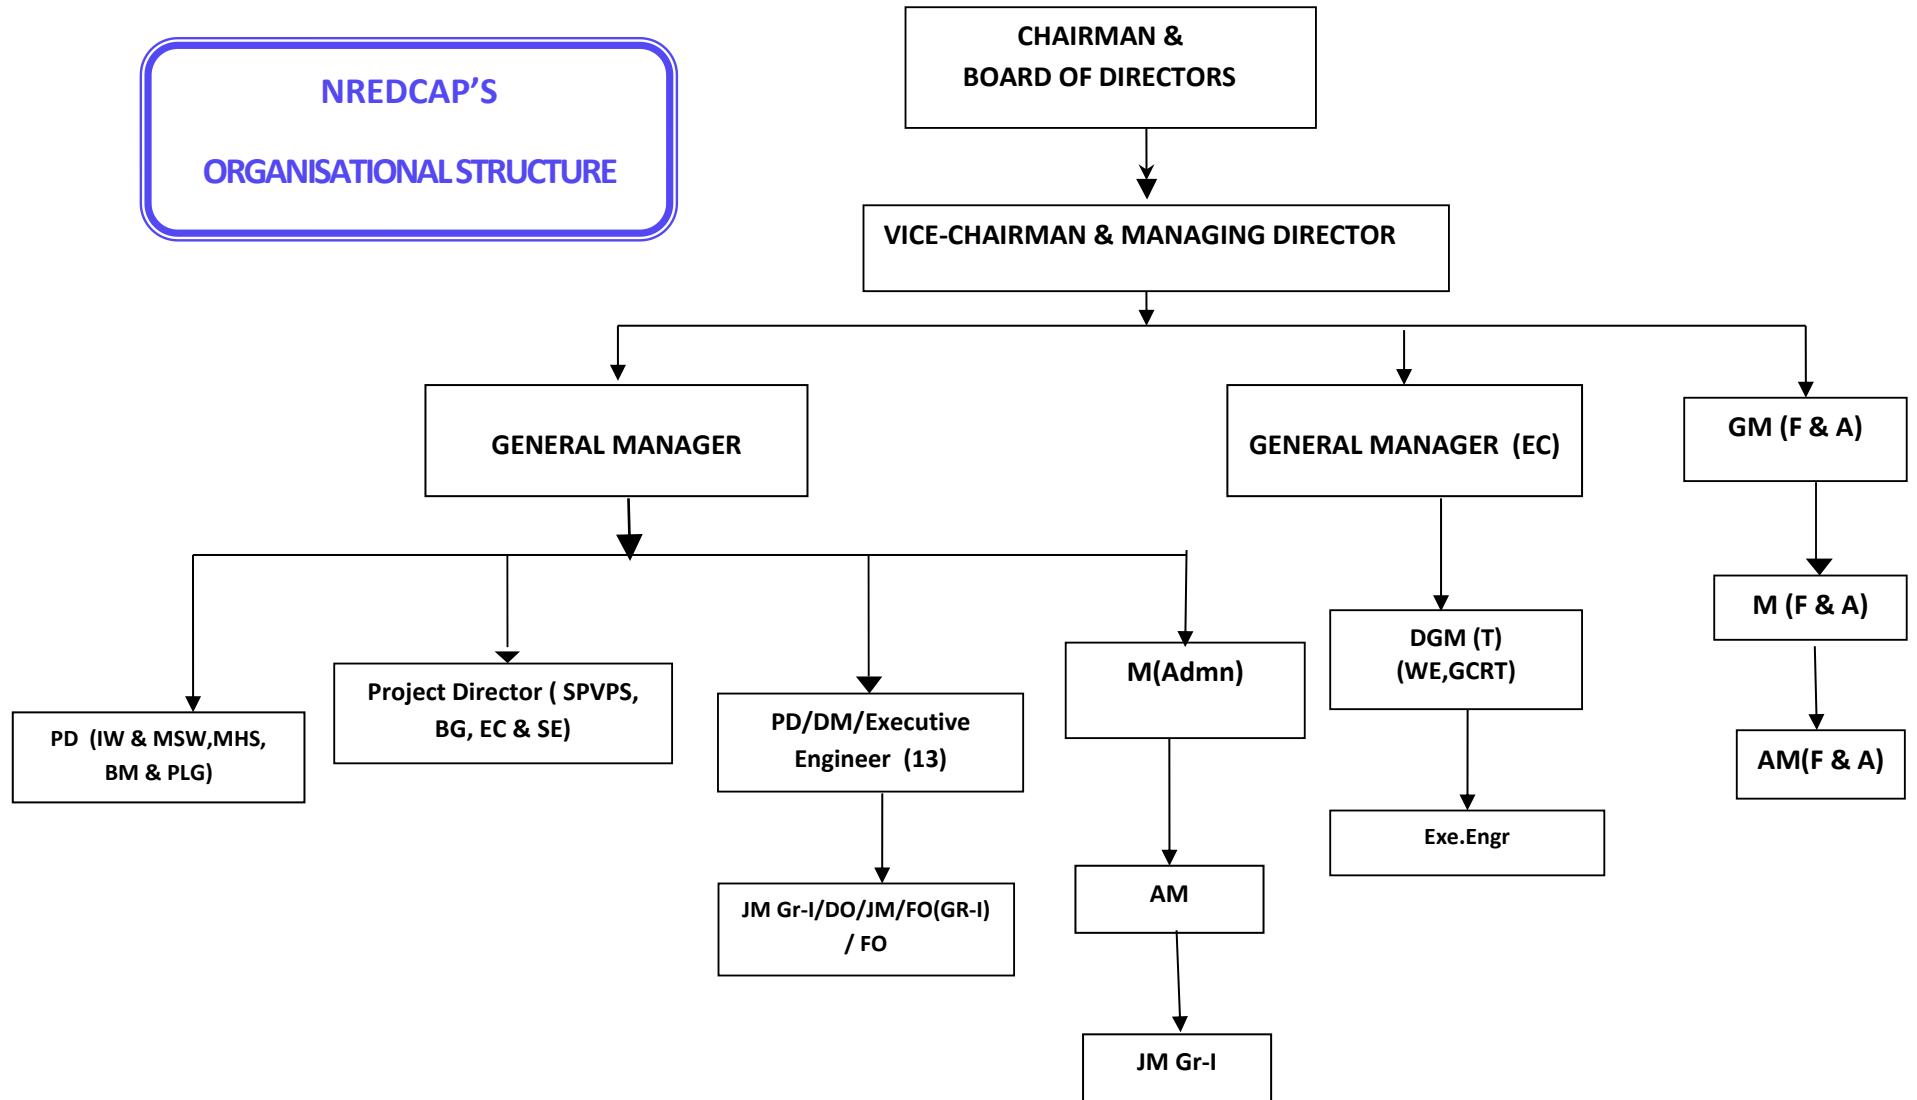 NREDCAP’S
ORGANISATIONAL STRUCTURE
CHAIRMAN &
BOARD OF DIRECTORS
VICE-CHAIRMAN & MANAGING DIRECTOR
GENERAL MANAGER
GENERAL MANAGER (EC)
GM (F & A)
M (F & A)
AM(F & A)
DGM (T)
(WE,GCRT)
Exe.Engr
M(Admn)
AM
JM Gr-I
PD (IW & MSW,MHS,
BM & PLG)
Project Director ( SPVPS,
BG, EC & SE)
PD/DM/Executive
Engineer (13)
JM Gr-I/DO/JM/FO(GR-I)
/ FO